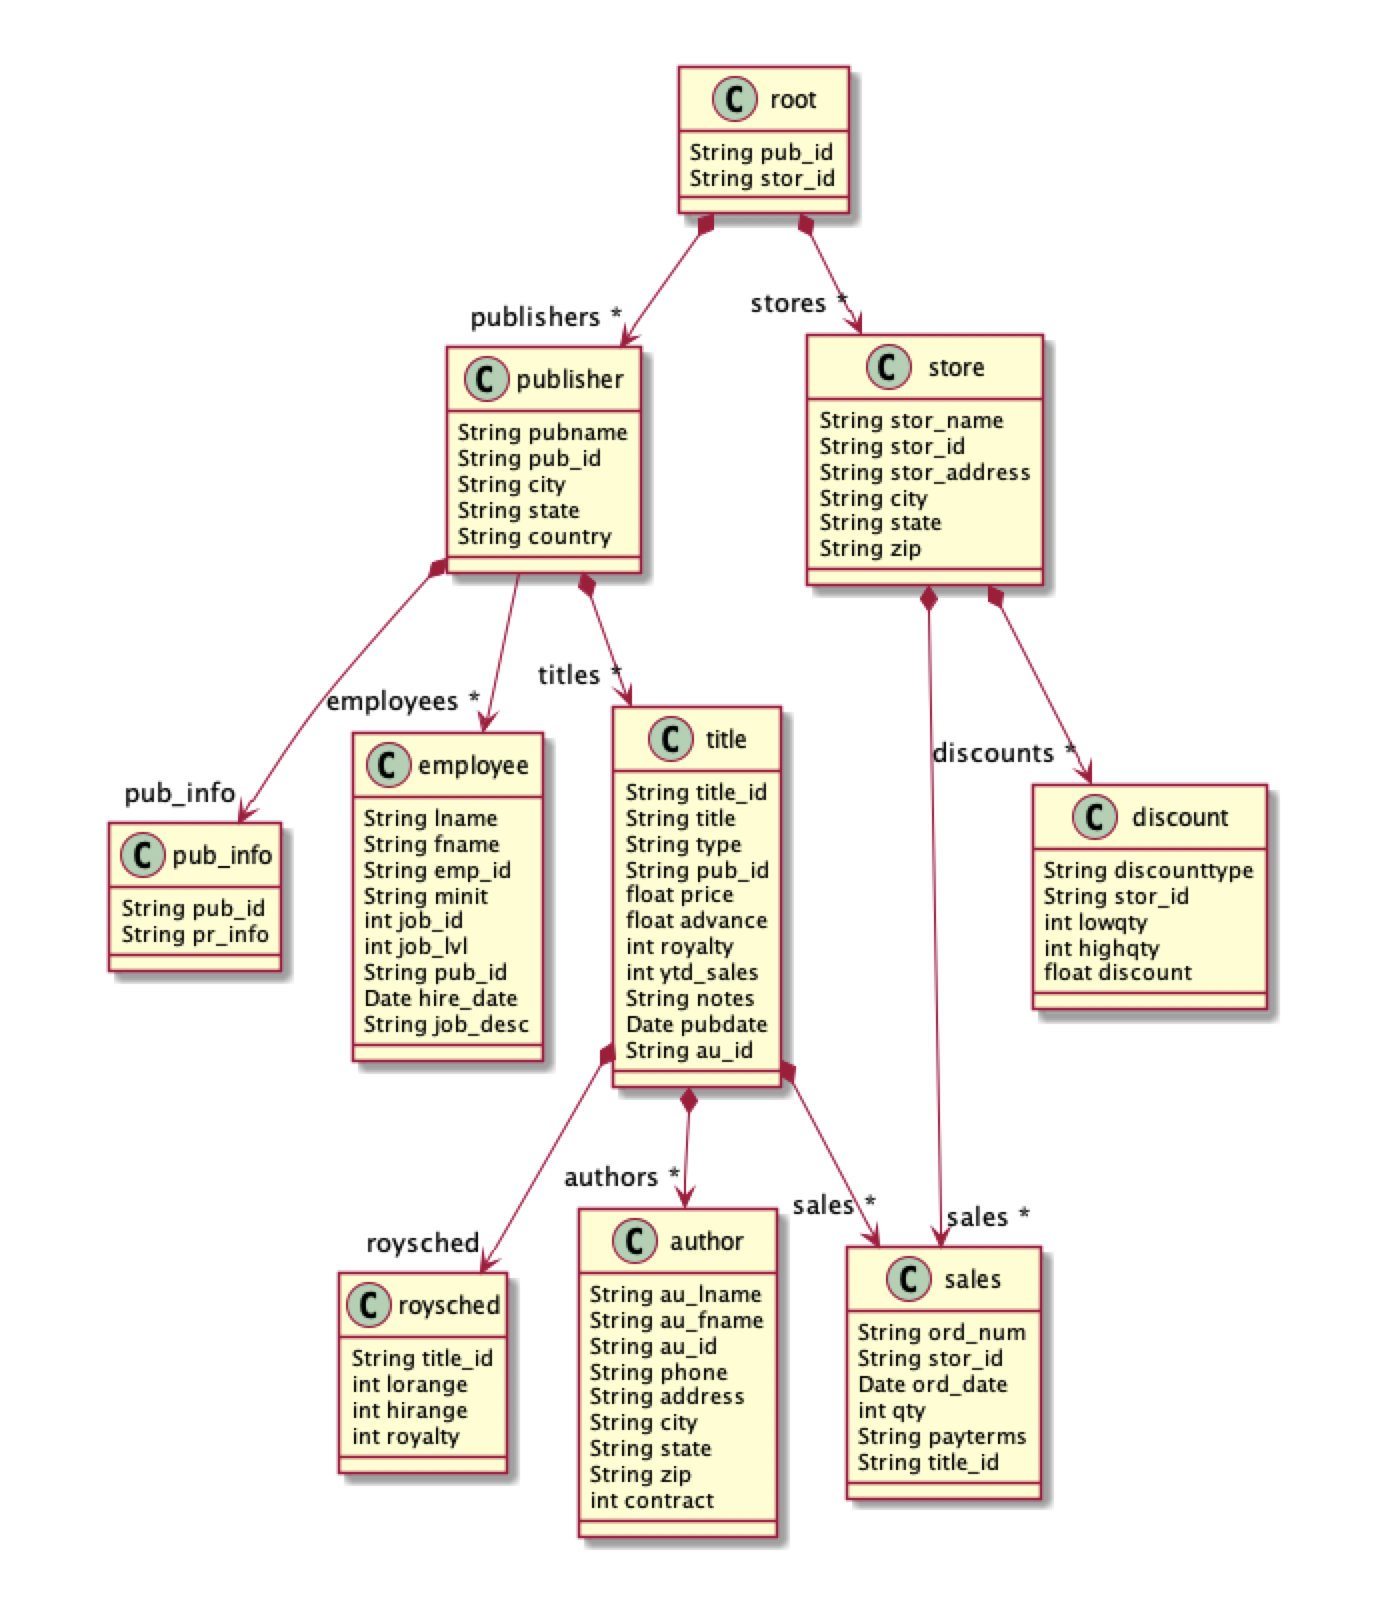 C root
String pub_id
String stor_id
publishers *
stores *
C publisher
String pubname
String pub_id
String city
String state
String country
C store
String stor_name
String stor_id
String stor_address
String city
String state
String zip
pub_info
employees *
titles *
discounts *
C pub_info
String pub_id
String pr_info
C employee
String lname
String fname
String emp_id
String minit
int job_id
int job_lvl
String pub_id
Date hire_date
String job_desc
C title
String title_id
String title
String type
String pub_id
float price
float advance
int royalty
int ytd_sales
String notes
Date pubdate
String au_id
C discount
String discounttype
String stor_id
int lowqty
int highqty
float discount
roysched
authors *
sales *
sales *
C roysched
String title_id
int lorange
int hirange
int royalty
C author
String au_lname
String au_fname
String au_id
String phone
String address
String city
String state
String zip
int contract
C sales
String ord_num
String stor_id
Date ord_date
int qty
String payterms
String title_id